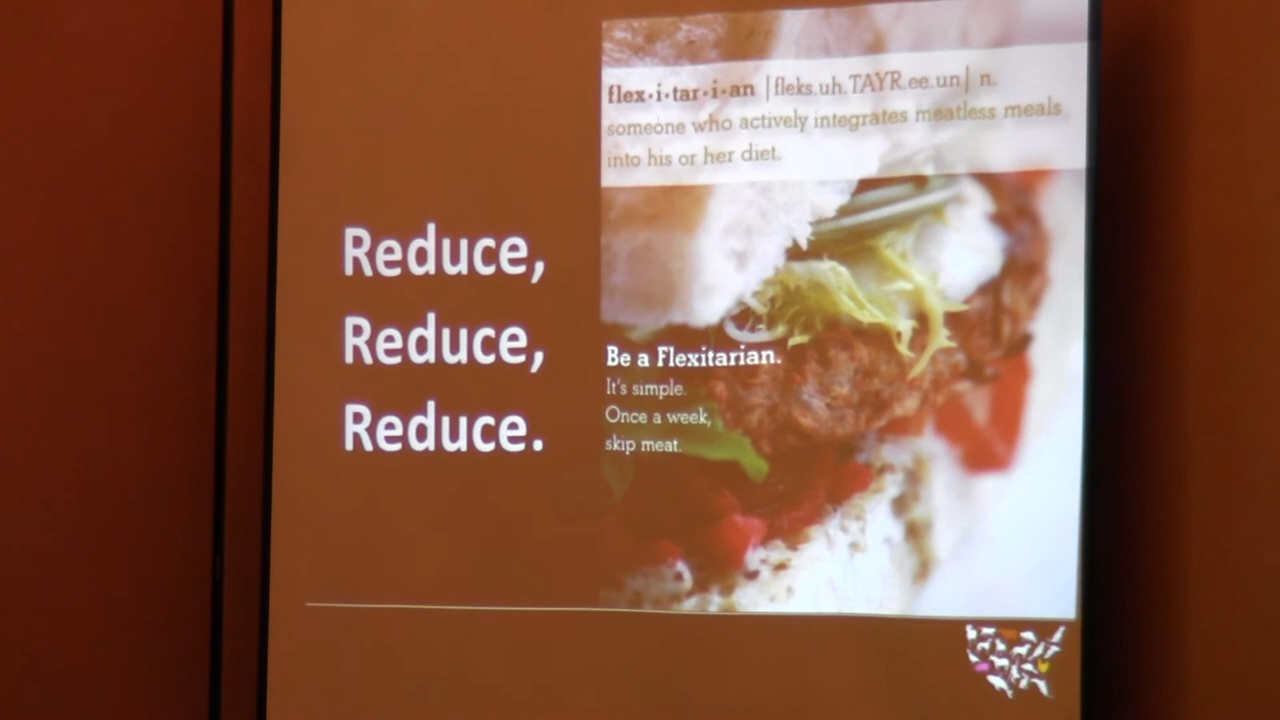 Reduce,
Reduce,
Reduce.
flex·i·tar·i·an |fleks.uh.TAYR.ee.un| n.
someone who actively integrates meatless meals
into his or her diet.
Be a Flexitarian.
It's simple.
Once a week,
skip meat.